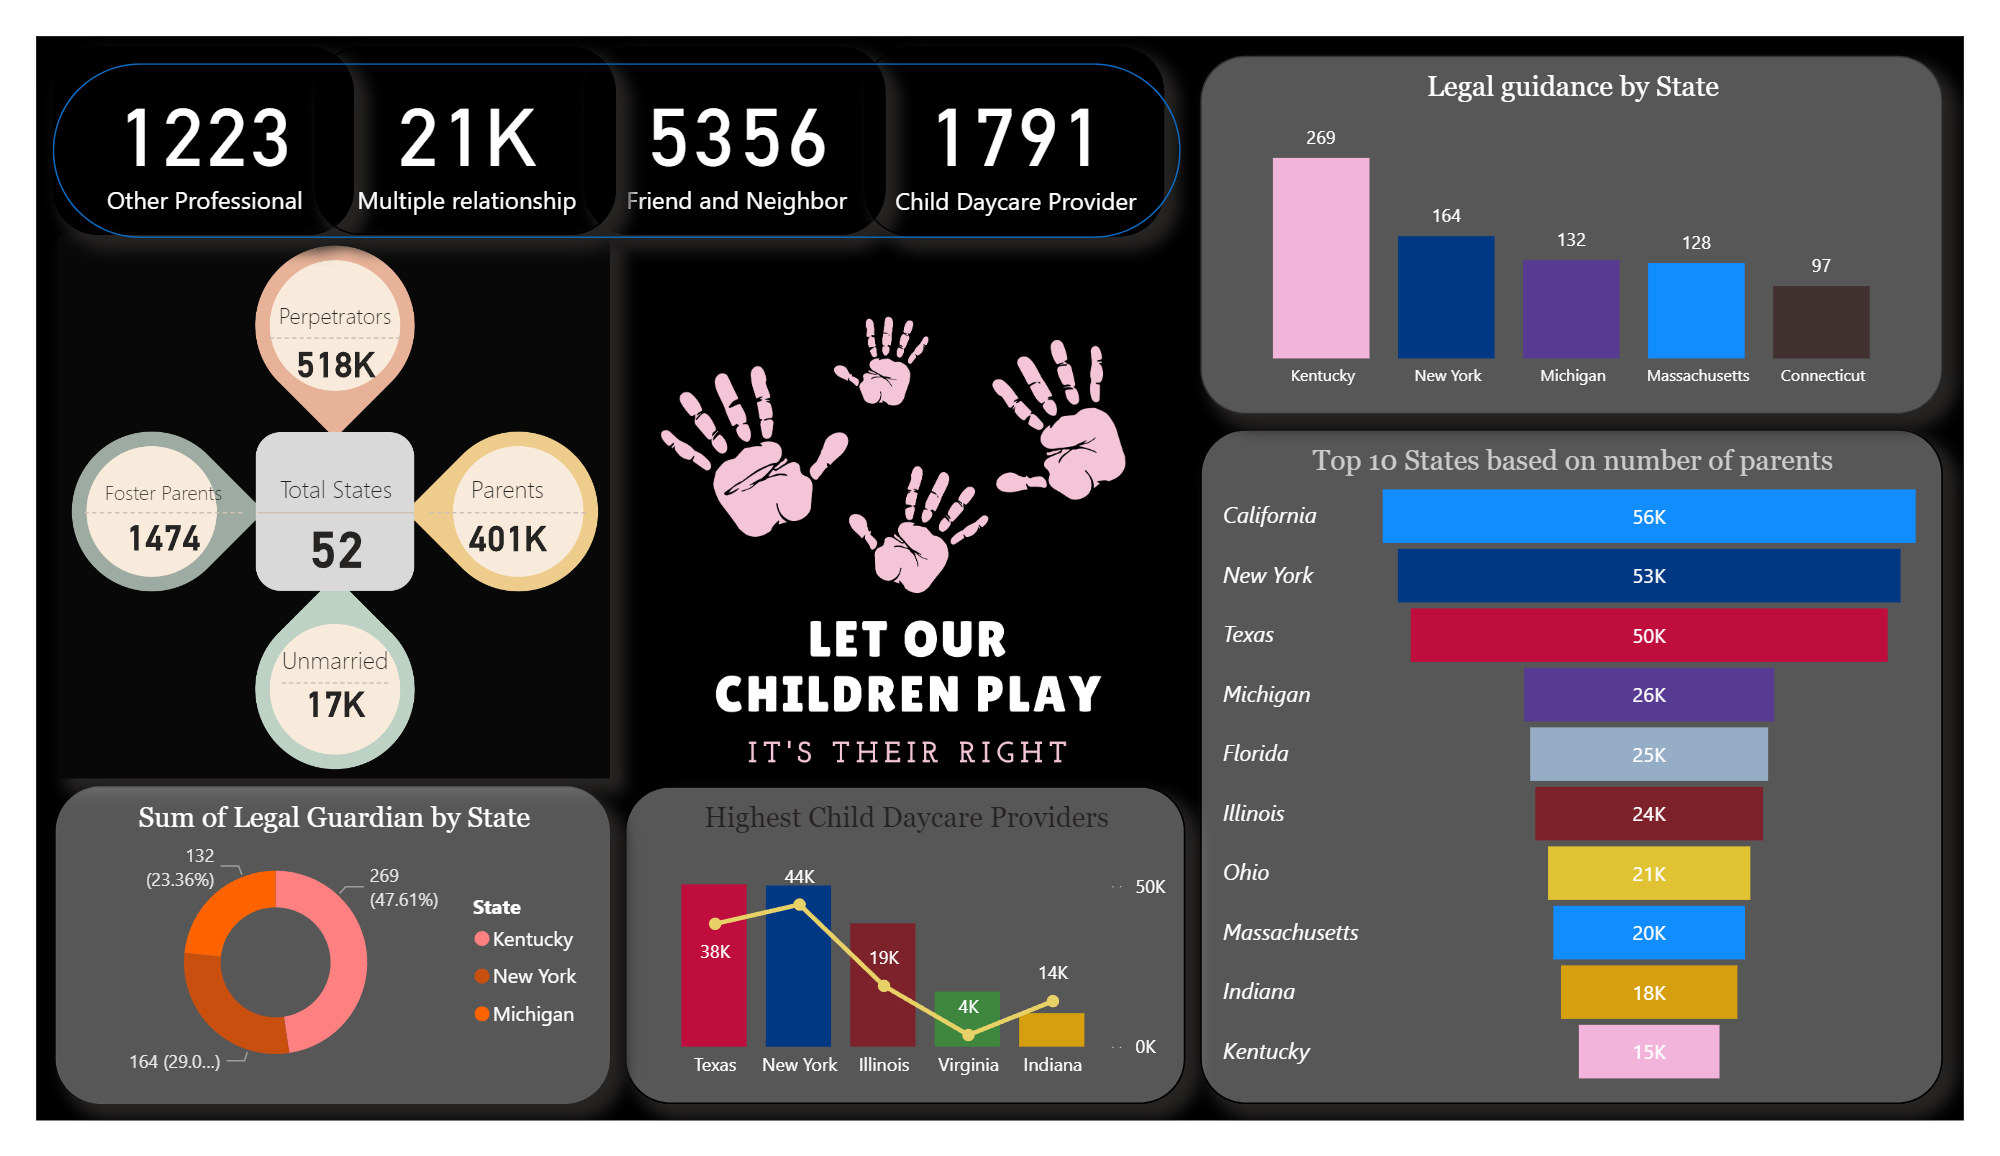 1223
Other Professional
21K
Multiple relationship
5356
Friend and Neighbor
1791
Child Daycare Provider
Perpetrators
518K
Foster Parents
1474
Total States
52
Parents
401K
Unmarried
17K
LET OUR
CHILDREN PLAY
IT'S THEIR RIGHT
Legal guidance by State
269
164
132
128
97
Kentucky
New York
Michigan
Massachusetts
Connecticut
Top 10 States based on number of parents
California 56K
New York 53K
Texas 50K
Michigan 26K
Florida 25K
Illinois 24K
Ohio 21K
Massachusetts 20K
Indiana 18K
Kentucky 15K
Sum of Legal Guardian by State
132
(23.36%)
269
(47.61%)
164 (29.0...)
State
Kentucky
New York
Michigan
Highest Child Daycare Providers
38K
44K
19K
4K
14K
50K
0K
Texas
New York
Illinois
Virginia
Indiana